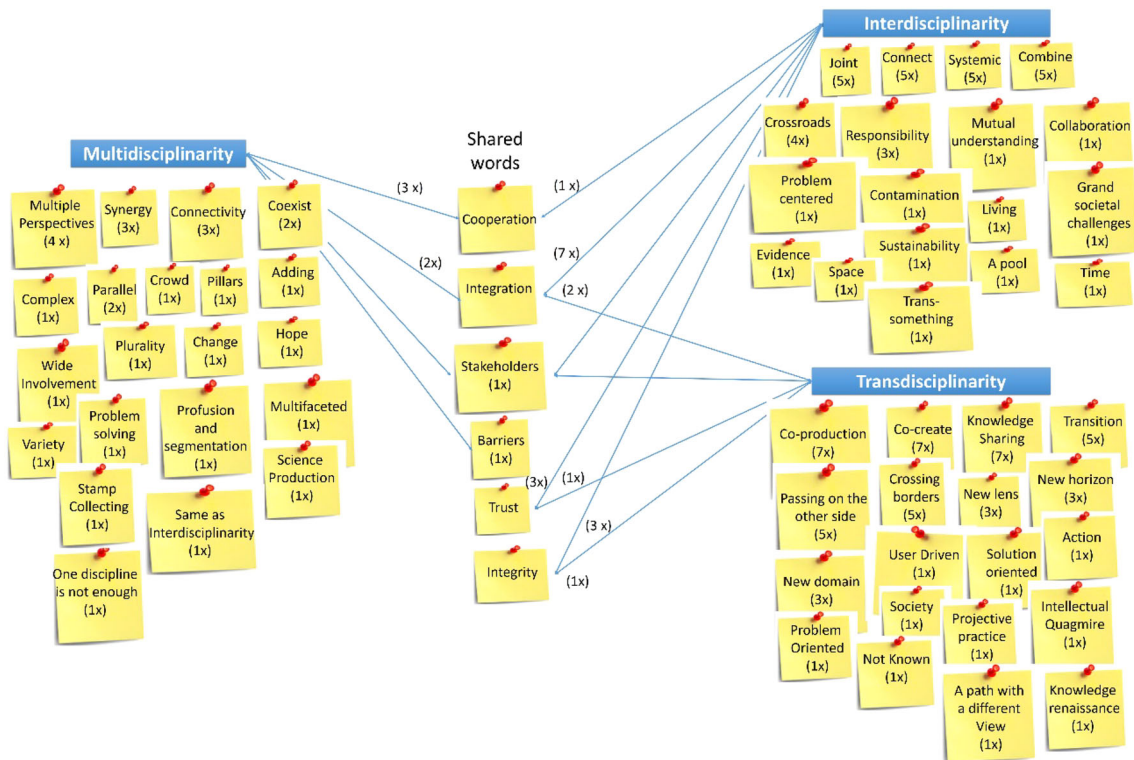 Multidisciplinarity
Multiple
Perspectives
(4 x)
Synergy
(3x)
Connectivity
(3x)
Coexist
(2x)
Complex
(1x)
Parallel
(2x)
Crowd
(1x)
Pillars
(1x)
Adding
(1x)
Plurality
(1x)
Change
(1x)
Hope
(1x)
Wide
Involvement
(1x)
Variety
(1x)
Problem
solving
(1x)
Profusion
and
segmentation
(1x)
Multifaceted
(1x)
Science
Production
(1x)
Stamp
Collecting
(1x)
Same as
Interdisciplinarity
(1x)
One discipline
is not enough
(1x)
Shared
words
(3 x)
(1 x)
Cooperation
(2x)
(7 x)
(2 x)
Integration
Stakeholders
(1x)
Barriers
(1x)
(3x)
(1x)
Trust
(3 x)
(1x)
Integrity
Interdisciplinarity
Joint
(5x)
Connect
(5x)
Systemic
(5x)
Combine
(5x)
Crossroads
(4x)
Responsibility
(3x)
Mutual
understanding
(1x)
Collaboration
(1x)
Problem
centered
(1x)
Contamination
(1x)
Living
(1x)
Grand
societal
challenges
(1x)
Evidence
(1x)
Space
(1x)
Sustainability
(1x)
A pool
(1x)
Time
(1x)
Trans-
something
(1x)
Transdisciplinarity
Co-production
(7x)
Co-create
(7x)
Knowledge
Sharing
(7x)
Transition
(5x)
Passing on the
other side
(5x)
Crossing
borders
(5x)
New lens
(3x)
New horizon
(3x)
New domain
(3x)
User Driven
(1x)
Solution
oriented
(1x)
Action
(1x)
Problem
Oriented
(1x)
Society
(1x)
Projective
practice
(1x)
Intellectual
Quagmire
(1x)
Not Known
(1x)
A path with
a different
View
(1x)
Knowledge
renaissance
(1x)